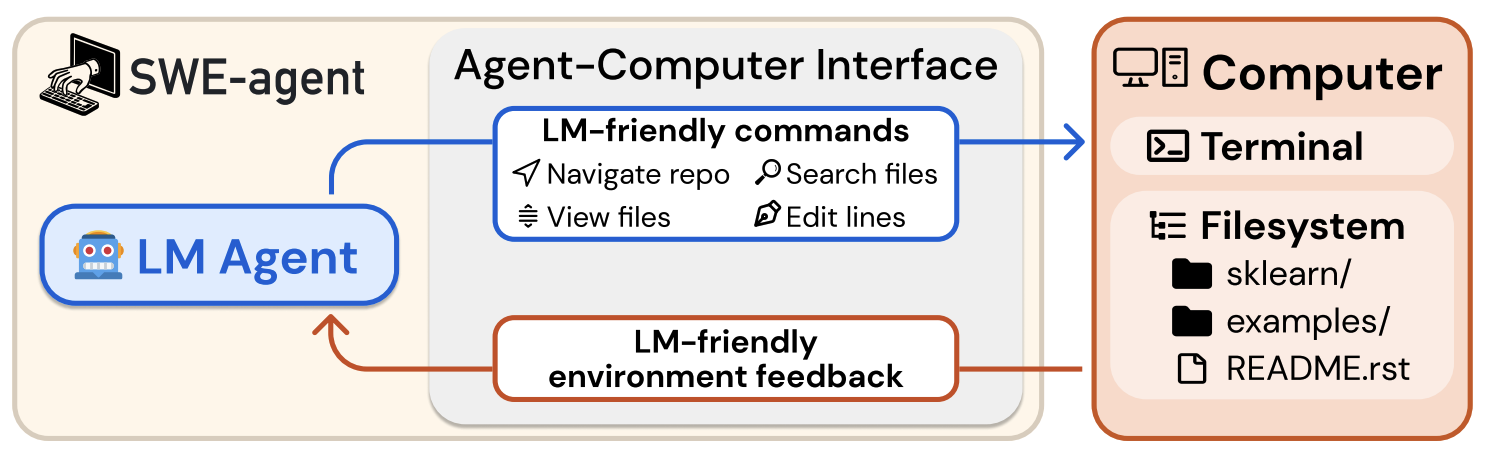 SWE-agent
Agent-Computer Interface
LM-friendly commands
Navigate repo
Search files
View files
Edit lines
LM Agent
LM-friendly
environment feedback
Computer
Terminal
Filesystem
sklearn/
examples/
README.rst